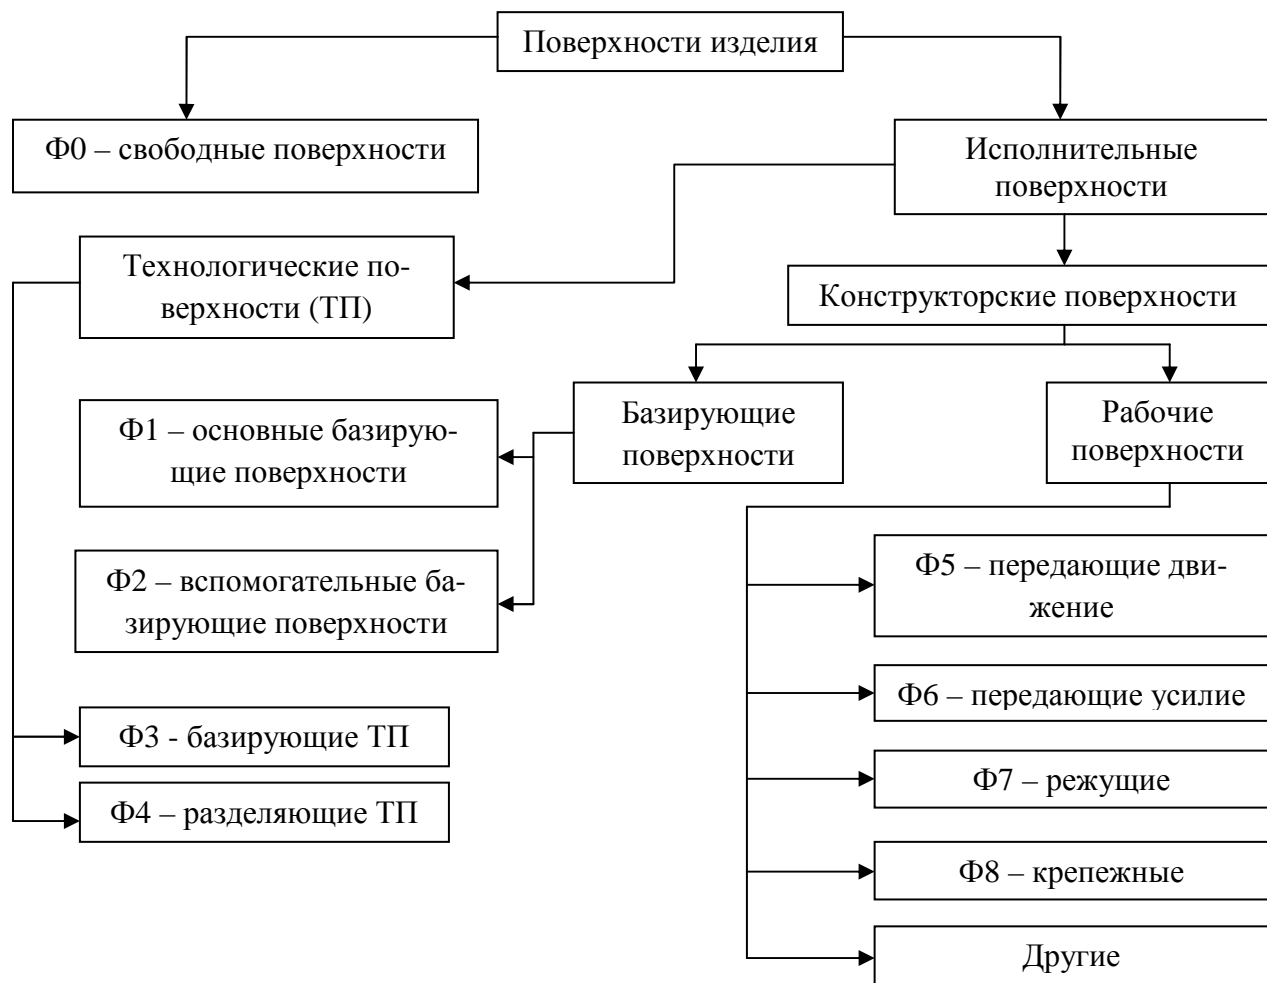 Поверхности изделия
Ф0 – свободные поверхности
Исполнительные
поверхности
Технологические по-
верхности (ТП)
Конструкторские поверхности
Базирующие
поверхности
Рабочие
поверхности
Ф1 – основные базирую-
щие поверхности
Ф2 – вспомогательные ба-
зирующие поверхности
Ф3 - базирующие ТП
Ф4 – разделяющие ТП
Ф5 – передающие дви-
жение
Ф6 – передающие усилие
Ф7 – режущие
Ф8 – крепежные
Другие